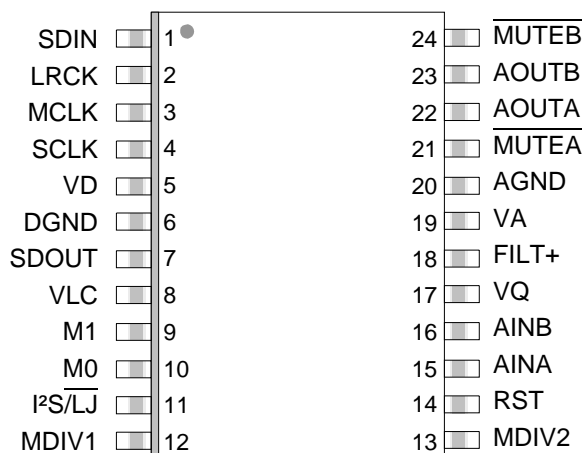 SDIN 1 24 MUTEB
LRCK 2 23 AOUTB
MCLK 3 22 AOUTA
SCLK 4 21 MUTEA
VD 5 20 AGND
DGND 6 19 VA
SDOUT 7 18 FILT+
VLC 8 17 VQ
M1 9 16 AINB
M0 10 15 AINA
I²S/LJ 11 14 RST
MDIV1 12 13 MDIV2